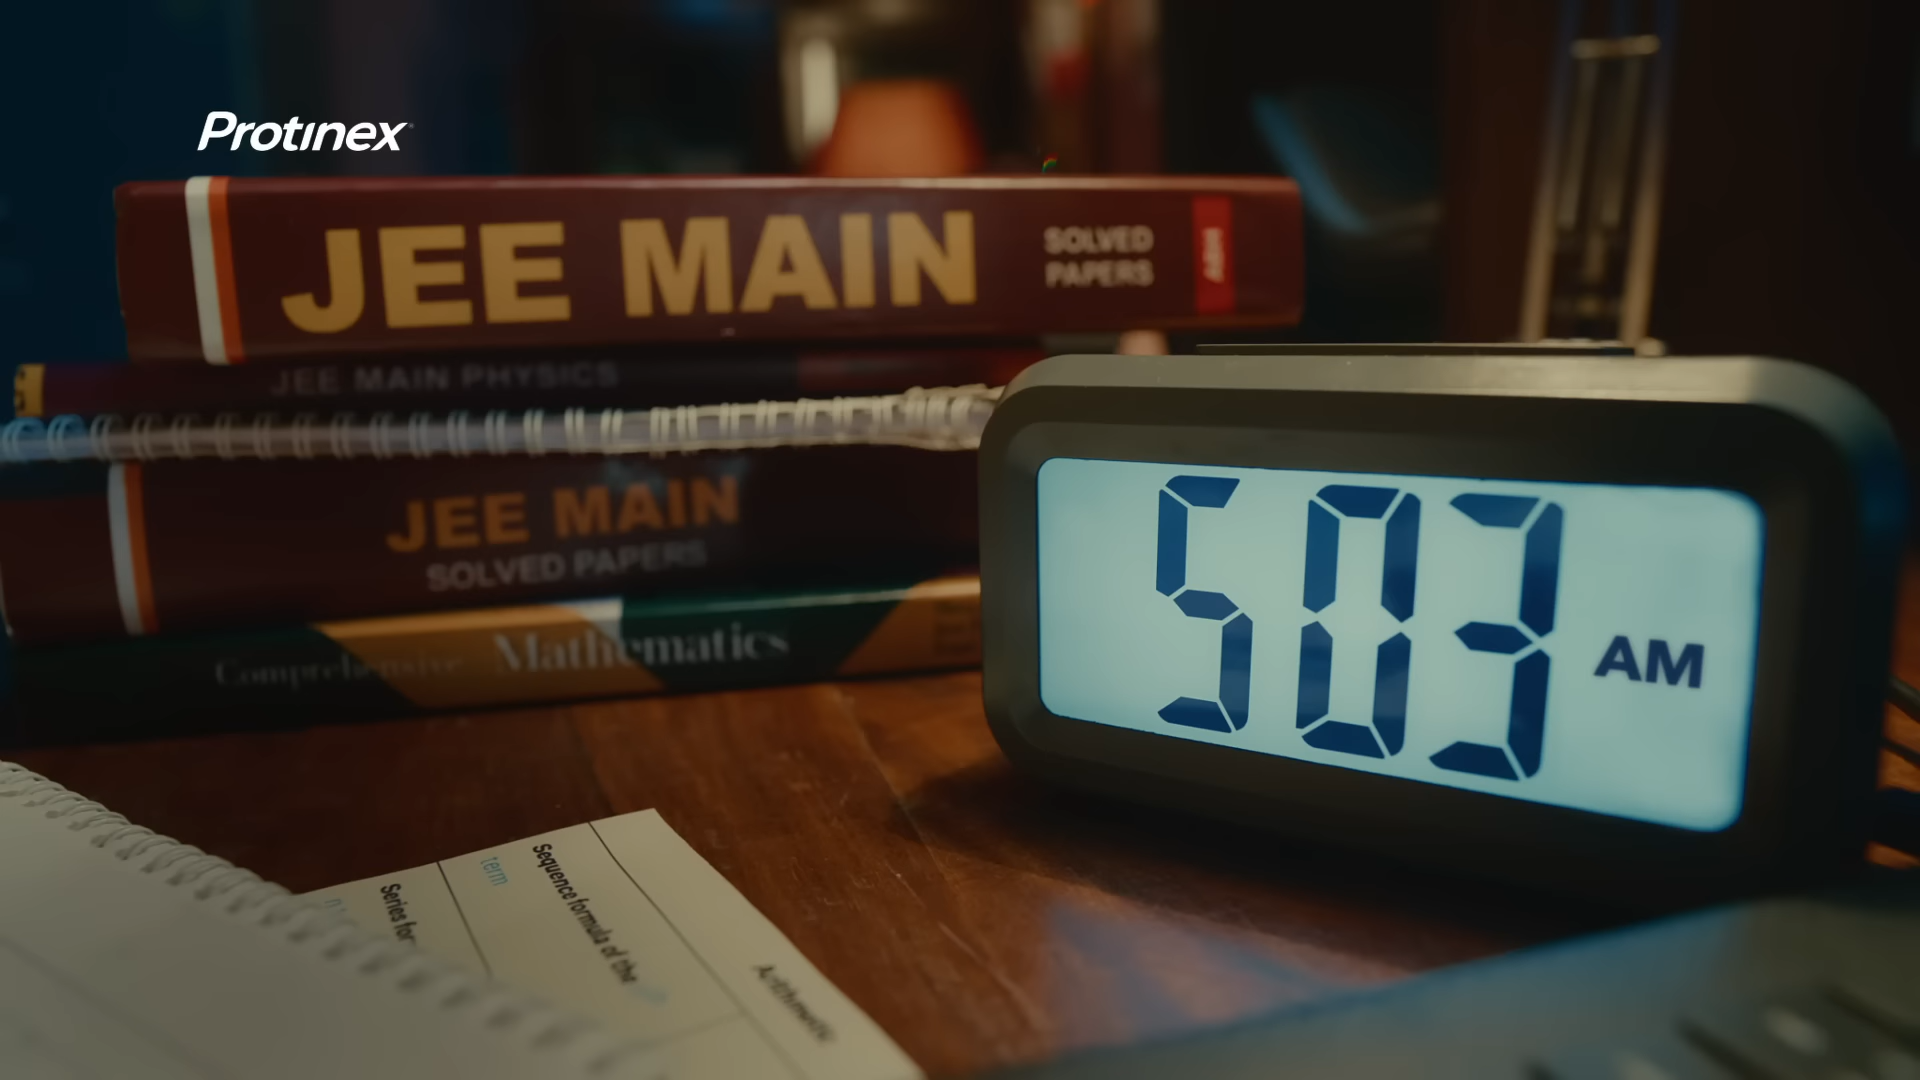 Protinex
JEE MAIN
SOLVED
PAPERS
JEE MAIN PHYSICS
JEE MAIN
SOLVED PAPERS
Comprehensive Mathematics
5 03 AM
term
Series for
Sequence formula of the
Arithmetic